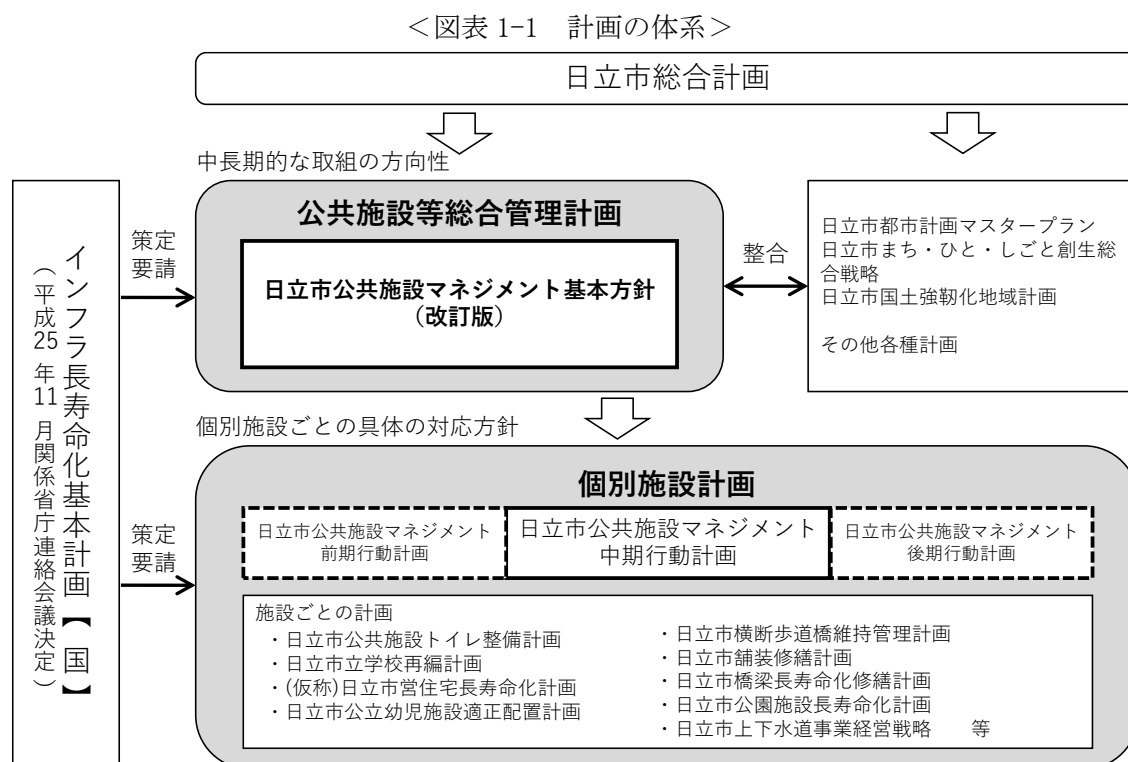 ＜図表 1-1　計画の体系＞
日立市総合計画
中長期的な取組の方向性
インフラ長寿命化基本計画【国】
（平成25年11月関係省庁連絡会議決定）
策定
要請
公共施設等総合管理計画
日立市公共施設マネジメント基本方針
（改訂版）
整合
日立市都市計画マスタープラン
日立市まち・ひと・しごと創生総
合戦略
日立市国土強靭化地域計画
その他各種計画
個別施設ごとの具体の対応方針
策定
要請
個別施設計画
日立市公共施設マネジメント
前期行動計画
日立市公共施設マネジメント
中期行動計画
日立市公共施設マネジメント
後期行動計画
施設ごとの計画
・日立市公共施設トイレ整備計画
・日立市立学校再編計画
・(仮称)日立市営住宅長寿命化計画
・日立市公立幼児施設適正配置計画
・日立市横断歩道橋維持管理計画
・日立市舗装修繕計画
・日立市橋梁長寿命化修繕計画
・日立市公園施設長寿命化計画
・日立市上下水道事業経営戦略　　等